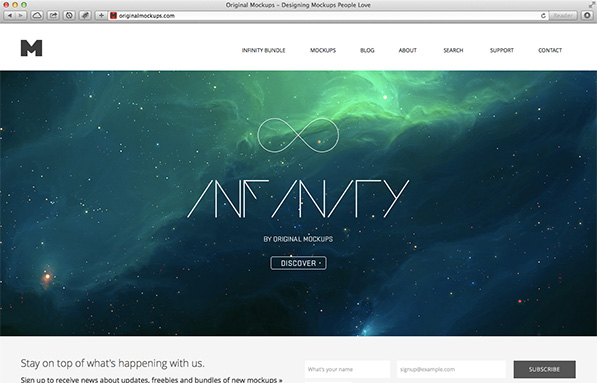 Original Mockups – Designing Mockups People Love
originalmockups.com
Reader
M
INFINITY BUNDLE MOCKUPS BLOG ABOUT SEARCH SUPPORT CONTACT
INFINITY
BY ORIGINAL MOCKUPS
DISCOVER
Stay on top of what's happening with us.
What's your name signup@example.com SUBSCRIBE
Sign up to receive news about updates, freebies and bundles of new mockups »